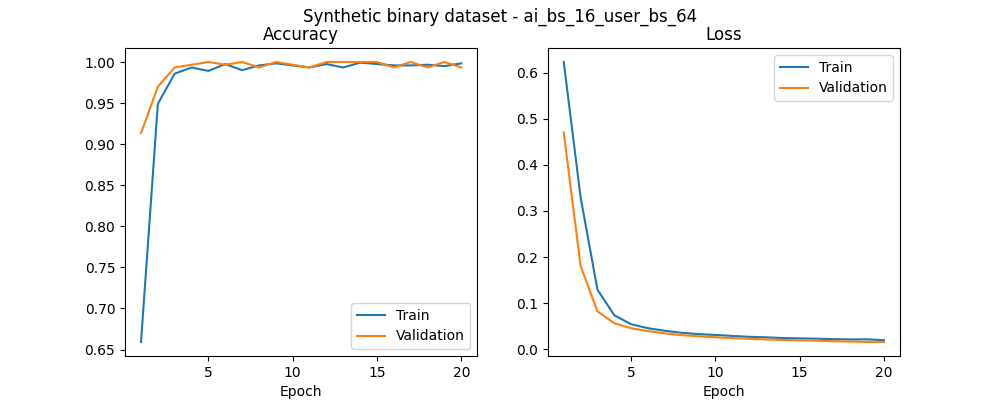 Synthetic binary dataset - ai_bs_16_user_bs_64
Accuracy
1.00
0.95
0.90
0.85
0.80
0.75
0.70
0.65
5
10
15
20
Epoch
Train
Validation
Loss
0.6
0.5
0.4
0.3
0.2
0.1
0.0
5
10
15
20
Epoch
Train
Validation